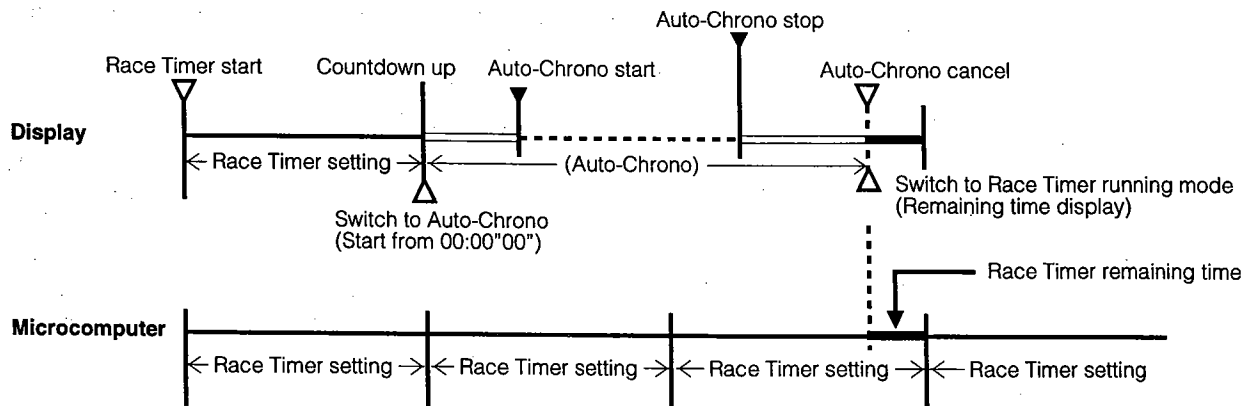 Auto-Chrono stop
Race Timer start
Countdown up
Auto-Chrono start
Auto-Chrono cancel
Display
Race Timer setting
(Auto-Chrono)
Switch to Race Timer running mode
(Remaining time display)
Switch to Auto-Chrono
(Start from 00:00"00")
Race Timer remaining time
Microcomputer
Race Timer setting
Race Timer setting
Race Timer setting
Race Timer setting